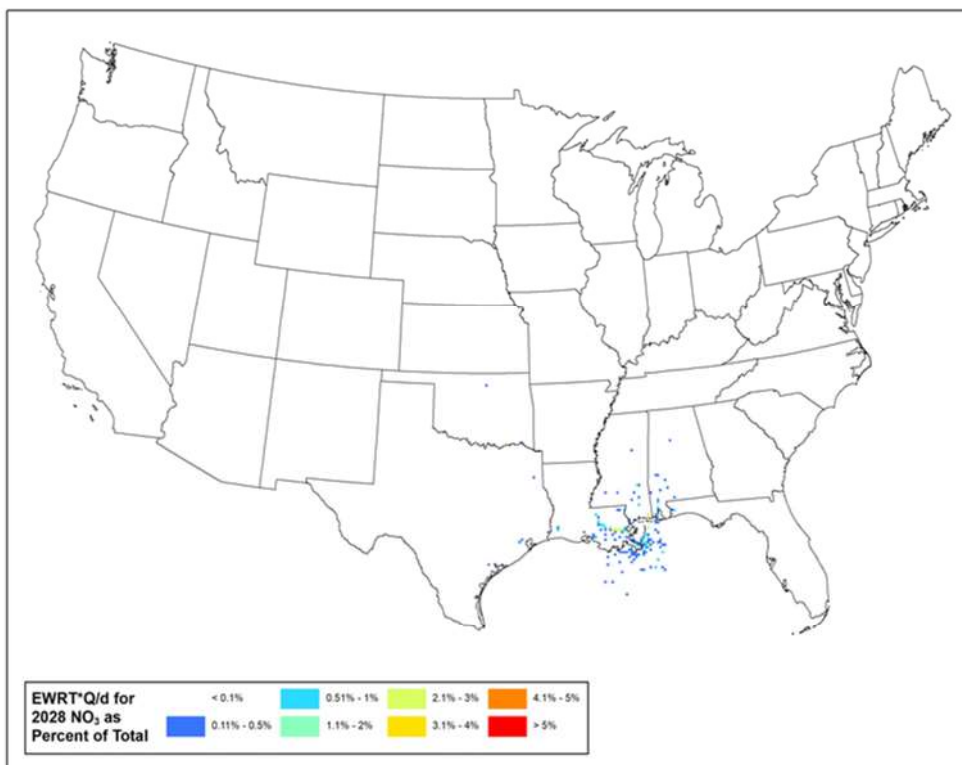 EWRT*Q/d for
2028 NO₃ as
Percent of Total
< 0.1%
0.51% - 1%
2.1% - 3%
4.1% - 5%
0.11% - 0.5%
1.1% - 2%
3.1% - 4%
> 5%